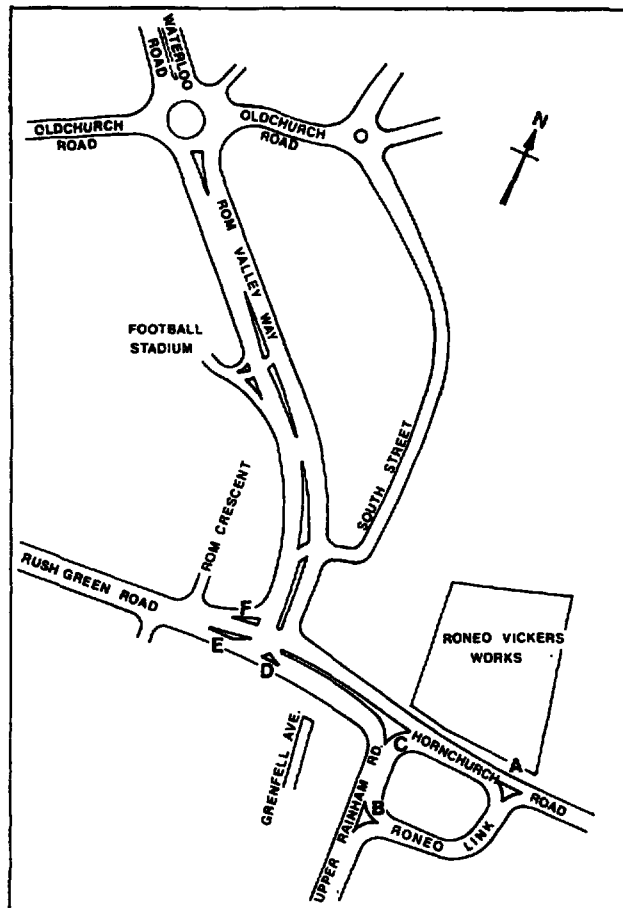 WATERLOO
ROAD
OLDCHURCH
ROAD
OLDCHURCH
ROAD
N
ROM VALLEY WAY
FOOTBALL
STADIUM
SOUTH STREET
ROM CRESCENT
RUSH GREEN ROAD
F
E
D
RONEO VICKERS
WORKS
GRENFELL AVE.
UPPER RAINHAM RD.
C
HORNCHURCH ROAD
A
B
RONEO LINK